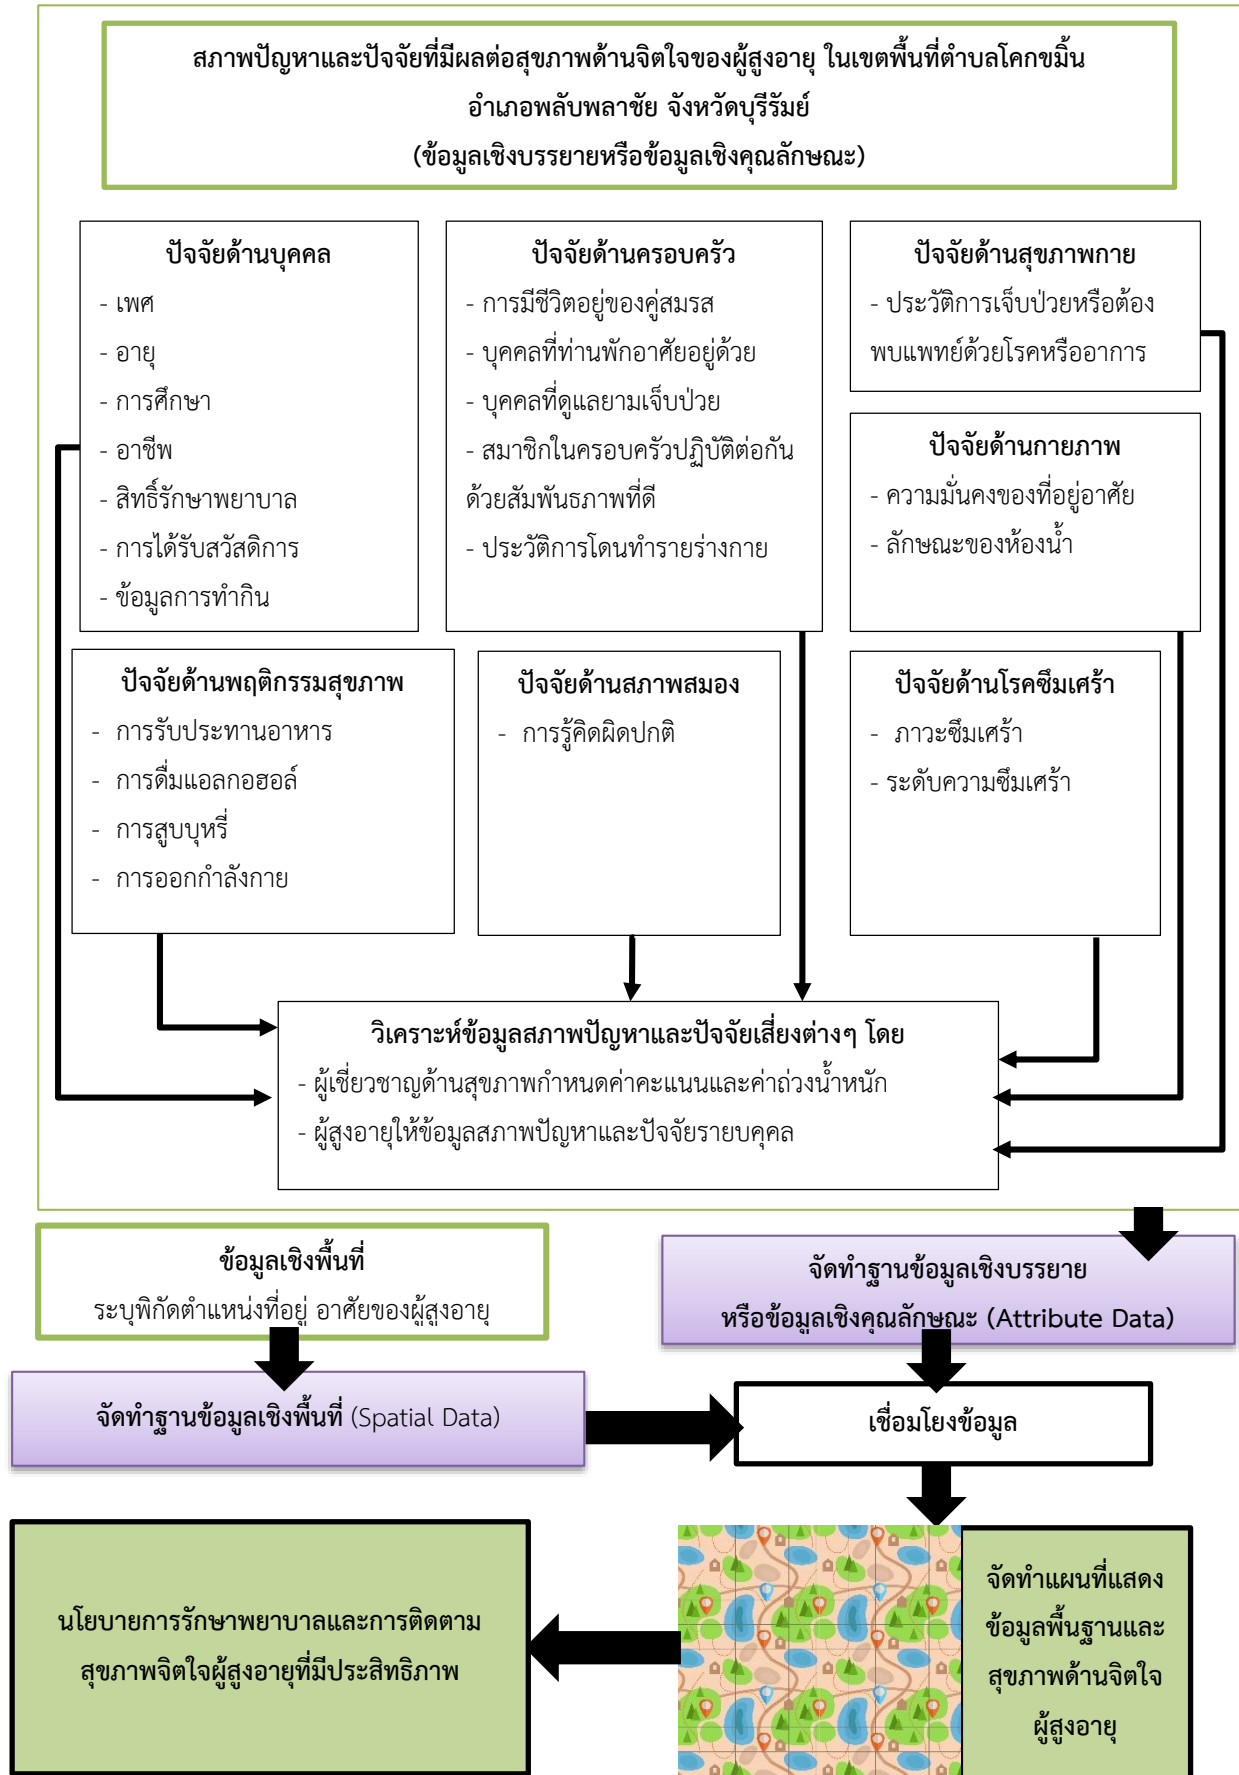 สภาพปัญหาและปัจจัยที่มีผลต่อสุขภาพด้านจิตใจของผู้สูงอายุ ในเขตพื้นที่ตำบลโคกขมิ้น
อำเภอพลับพลาชัย จังหวัดบุรีรัมย์
(ข้อมูลเชิงบรรยายหรือข้อมูลเชิงคุณลักษณะ)
ปัจจัยด้านบุคคล
- เพศ
- อายุ
- การศึกษา
- อาชีพ
- สิทธิ์รักษาพยาบาล
- การได้รับสวัสดิการ
- ข้อมูลการทำกิน
ปัจจัยด้านครอบครัว
- การมีชีวิตอยู่ของคู่สมรส
- บุคคลที่ท่านพักอาศัยอยู่ด้วย
- บุคคลที่ดูแลยามเจ็บป่วย
- สมาชิกในครอบครัวปฏิบัติต่อกัน
ด้วยสัมพันธภาพที่ดี
- ประวัติการโดนทำรายร่างกาย
ปัจจัยด้านสุขภาพกาย
- ประวัติการเจ็บป่วยหรือต้อง
พบแพทย์ด้วยโรคหรืออาการ
ปัจจัยด้านกายภาพ
- ความมั่นคงของที่อยู่อาศัย
- ลักษณะของห้องน้ำ
ปัจจัยด้านพฤติกรรมสุขภาพ
- การรับประทานอาหาร
- การดื่มแอลกอฮอล์
- การสูบบุหรี่
- การออกกำลังกาย
ปัจจัยด้านสภาพสมอง
- การรู้คิดผิดปกติ
ปัจจัยด้านโรคซึมเศร้า
- ภาวะซึมเศร้า
- ระดับความซึมเศร้า
วิเคราะห์ข้อมูลสภาพปัญหาและปัจจัยเสี่ยงต่างๆ โดย
- ผู้เชี่ยวชาญด้านสุขภาพกำหนดค่าคะแนนและค่าถ่วงน้ำหนัก
- ผู้สูงอายุให้ข้อมูลสภาพปัญหาและปัจจัยรายบคุคล
ข้อมูลเชิงพื้นที่
ระบุพิกัดตำแหน่งที่อยู่ อาศัยของผู้สูงอายุ
จัดทำฐานข้อมูลเชิงบรรยาย
หรือข้อมูลเชิงคุณลักษณะ (Attribute Data)
จัดทำฐานข้อมูลเชิงพื้นที่ (Spatial Data)
เชื่อมโยงข้อมูล
นโยบายการรักษาพยาบาลและการติดตาม
สุขภาพจิตใจผู้สูงอายุที่มีประสิทธิภาพ
จัดทำแผนที่แสดง
ข้อมูลพื้นฐานและ
สุขภาพด้านจิตใจ
ผู้สูงอายุ